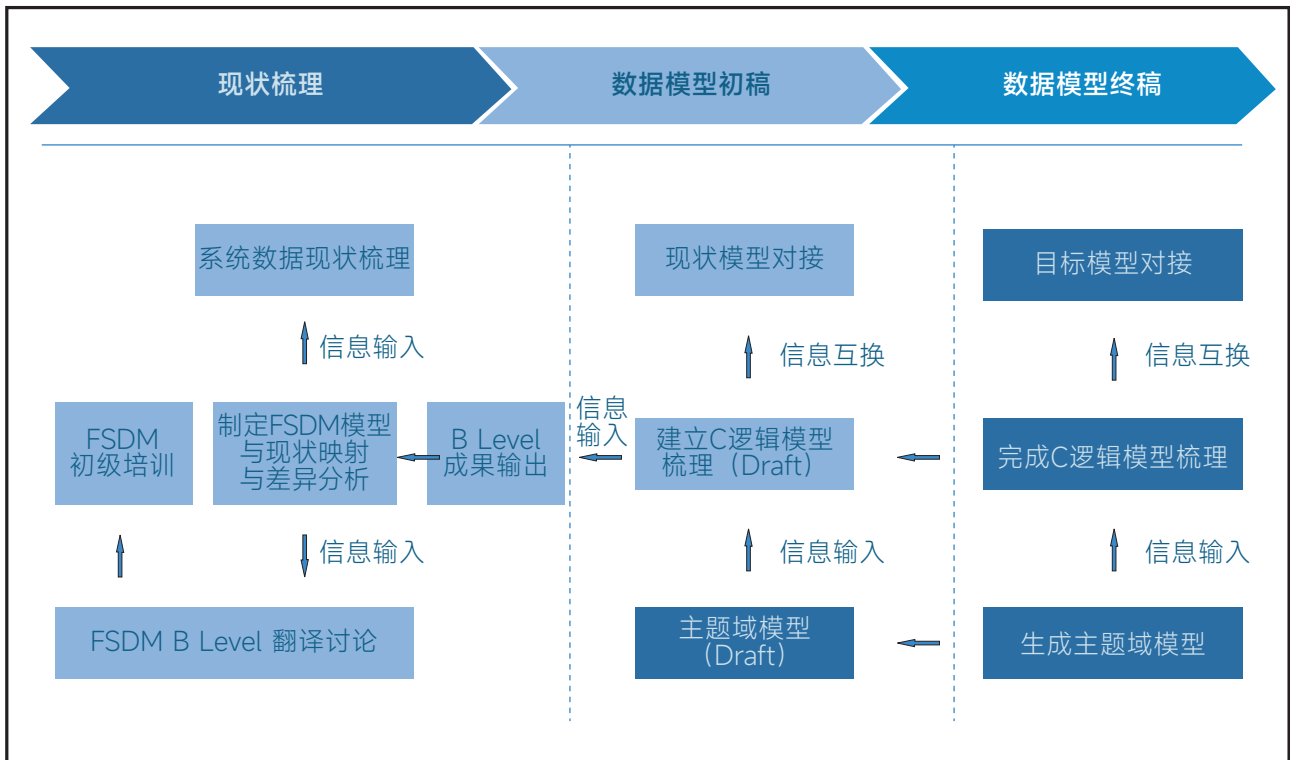 现状梳理
数据模型初稿
数据模型终稿
系统数据现状梳理
现状模型对接
目标模型对接
信息输入
信息互换
信息互换
FSDM
初级培训
制定FSDM模型
与现状映射
与差异分析
B Level
成果输出
信息
输入
建立C逻辑模型
梳理（Draft）
完成C逻辑模型梳理
信息输入
信息输入
信息输入
FSDM B Level 翻译讨论
主题域模型
（Draft）
生成主题域模型